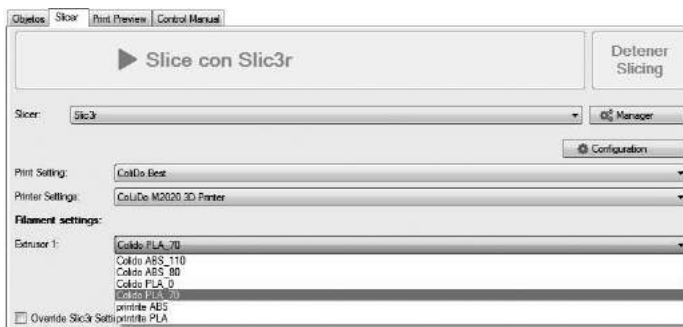 Objetos Slicer Print Preview Control Manual
Slice con Slic3r
Detener
Slicing
Slicer: Slic3r Manager
Configuration
Print Setting: ColiDo Best
Printer Settings: CoLiDo M2020 3D Printer
Filament settings:
Extrusor 1: Colido PLA_70
Colido ABS_110
Colido ABS_80
Colido PLA_0
Colido PLA_70
printrite ABS
printrite PLA
Override Slic3r Setti